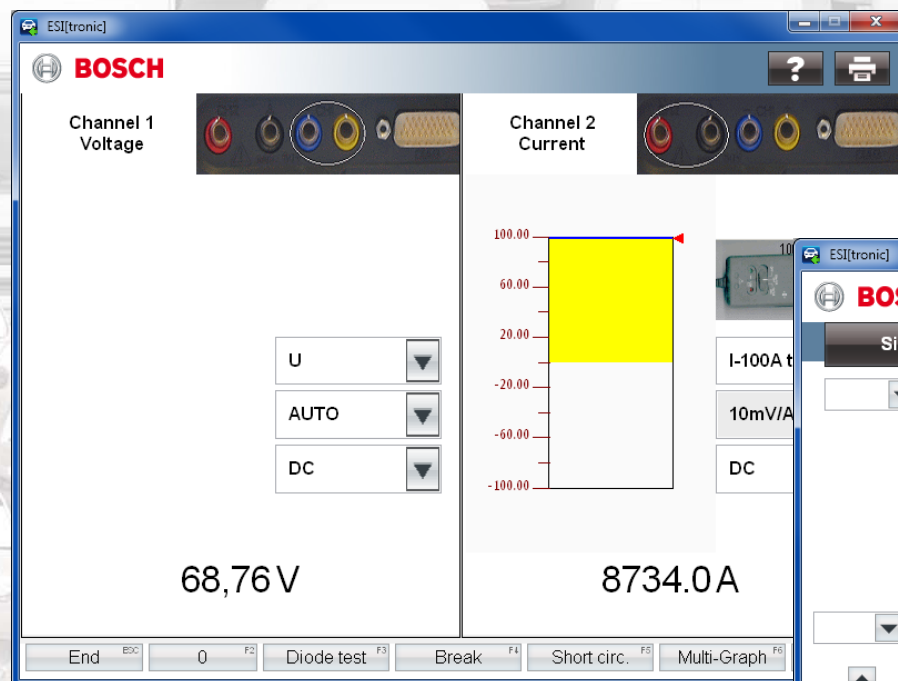 ESI[tronic]
BOSCH
?
Channel 1
Voltage
Channel 2
Current
100.00
60.00
20.00
-20.00
-60.00
-100.00
U
AUTO
DC
I-100A t
10mV/A
DC
68,76 V
8734.0 A
End ESC
0 F2
Diode test F3
Break F4
Short circ. F5
Multi-Graph F6
ESI[tronic]
BOS
Si